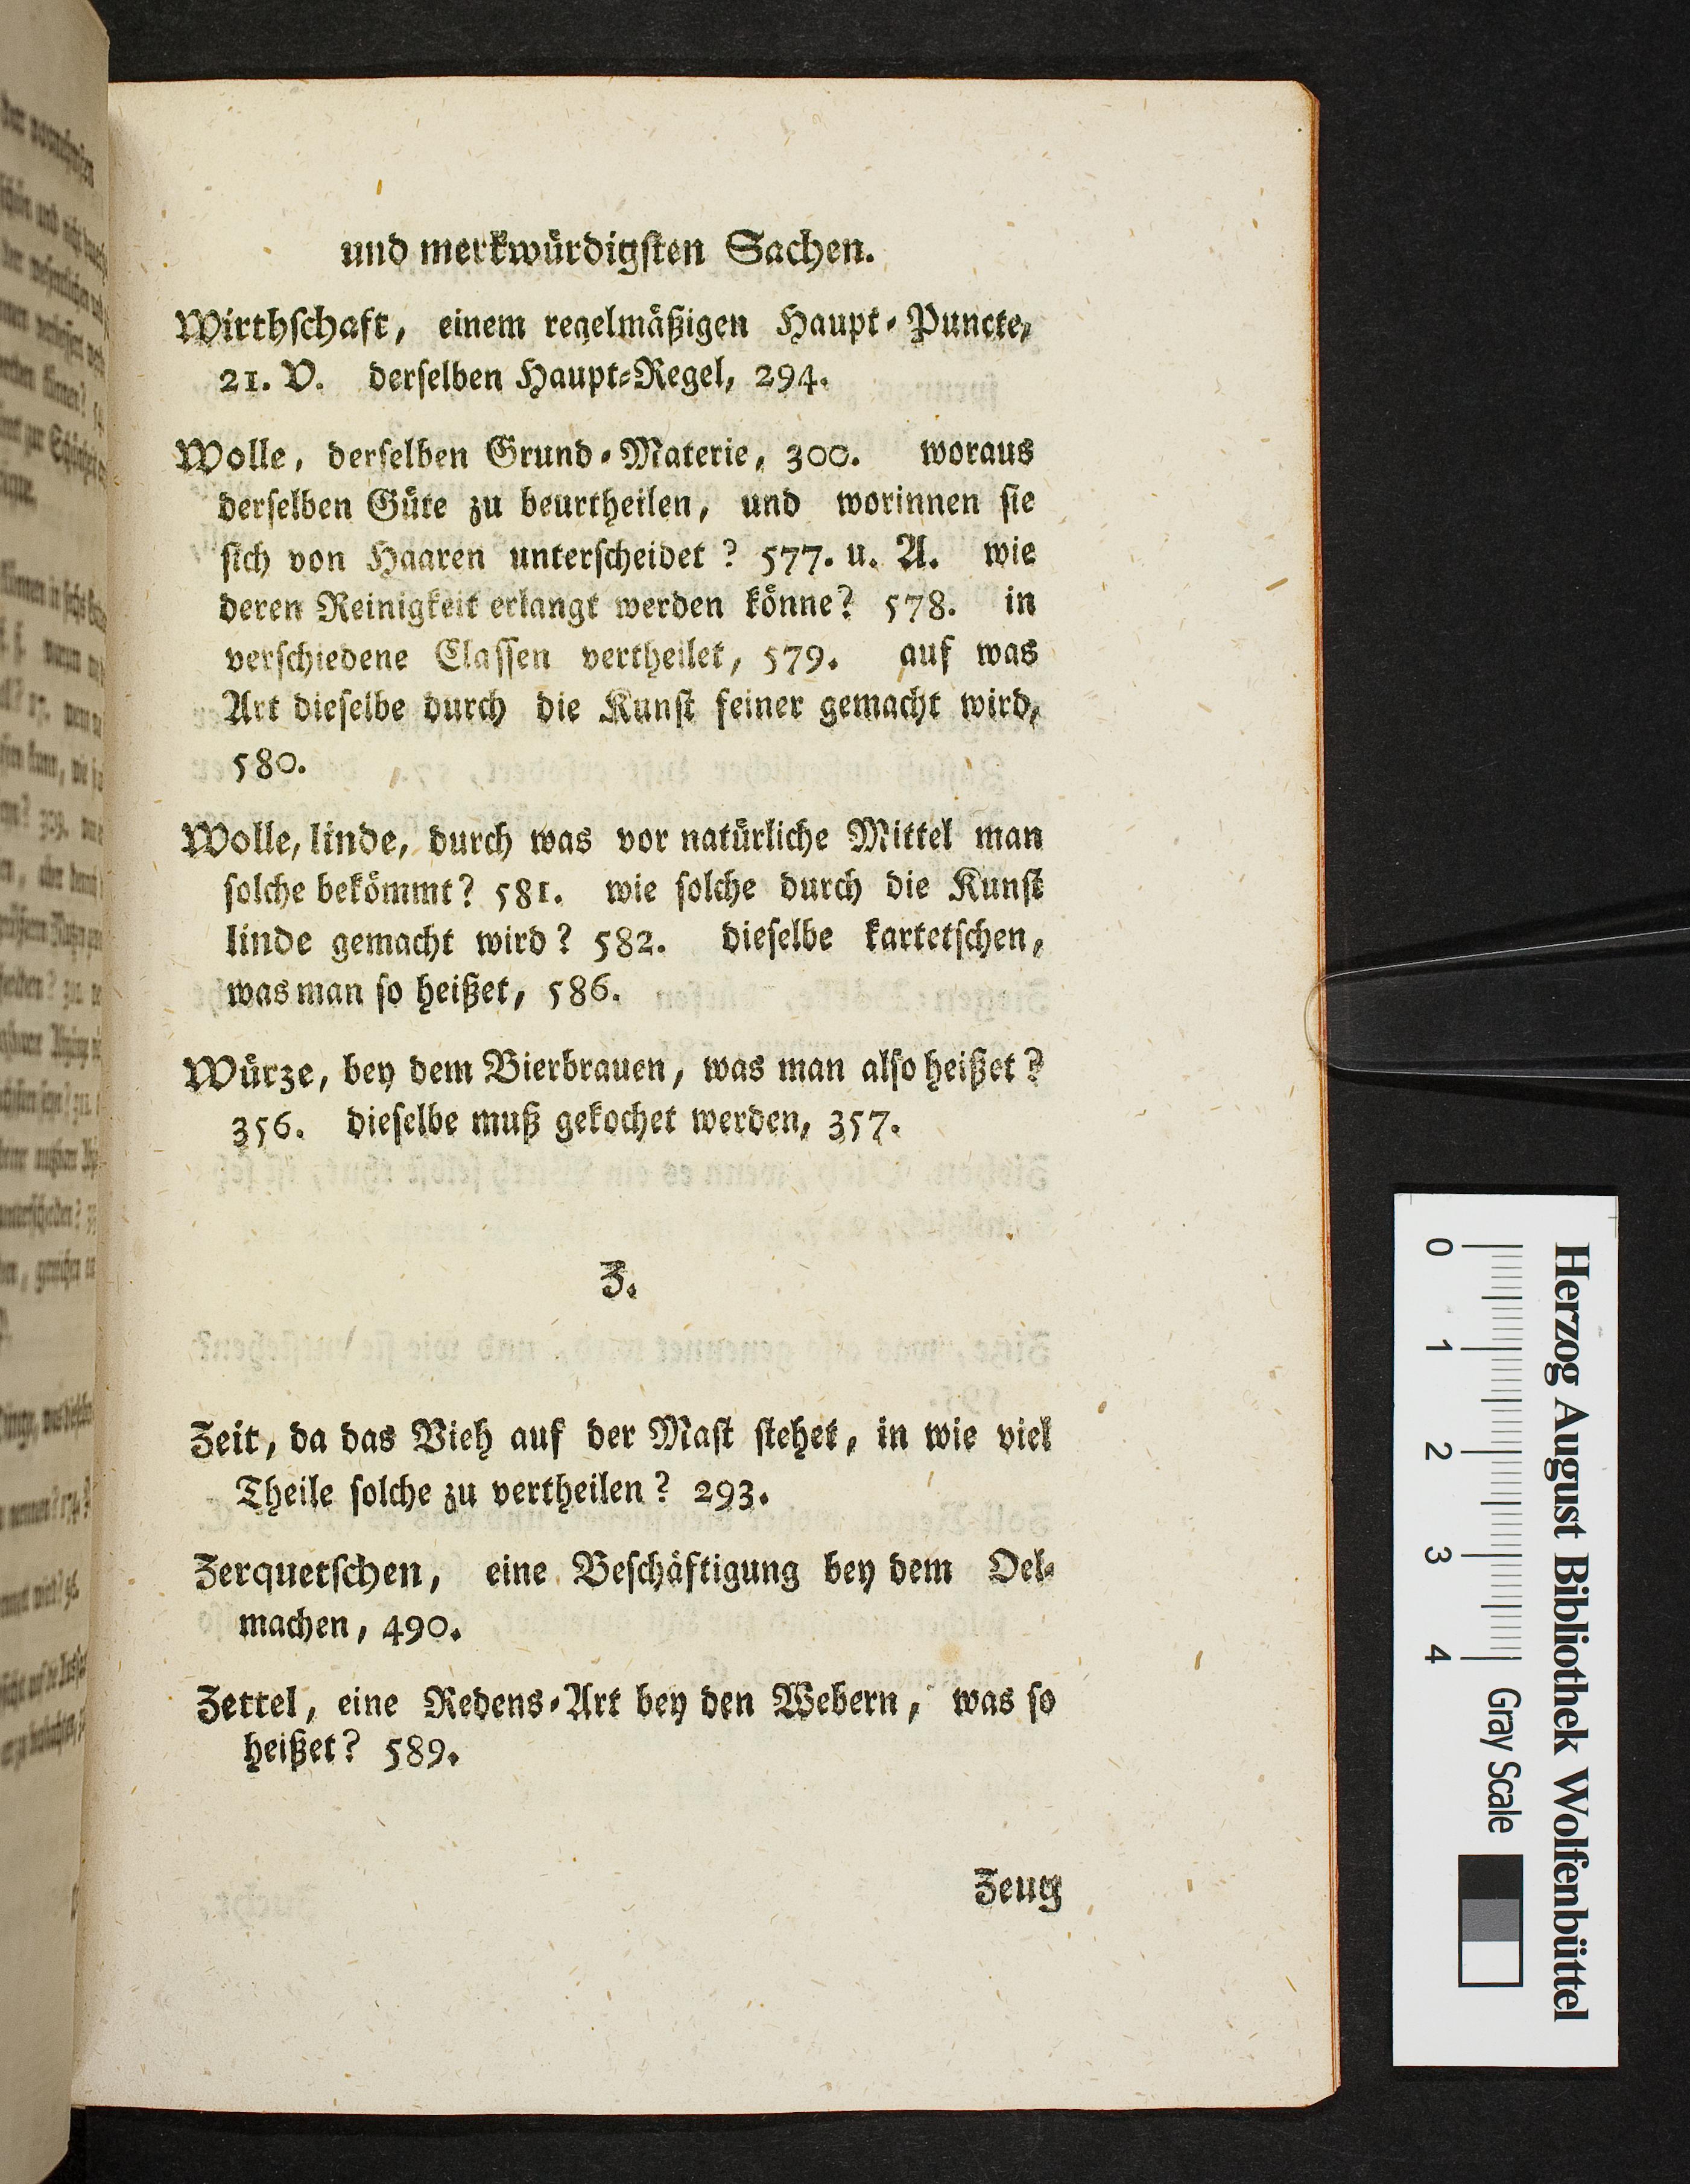 und merkwürdigsten Sachen.
Wirthschaft, einem regelmäßigen Haupt-Puncte,
21. V. derselben Haupt-Regel, 294.
Wolle, derselben Grund-Materie, 300. woraus
derselben Güte zu beurtheilen, und worinnen sie
sich von Haaren unterscheidet? 577. u. A. wie
deren Reinigkeit erlangt werden könne? 578. in
verschiedene Classen vertheilet, 579. auf was
Art dieselbe durch die Kunst feiner gemacht wird,
580.
Wolle, linde, durch was vor natürliche Mittel man
solche bekömmt? 581. wie solche durch die Kunst
linde gemacht wird? 582. dieselbe kartetschen,
was man so heißet, 586.
Würze, bey dem Bierbrauen, was man also heißet?
356. dieselbe muß gekochet werden, 357.
Z.
Zeit, da das Vieh auf der Mast stehet, in wie viel
Theile solche zu vertheilen? 293.
Zerquetschen, eine Beschäftigung bey dem Oel-
machen, 490.
Zettel, eine Redens-Art bey den Webern, was so
heißet? 589.
Zeug
Herzog August Bibliothek Wolfenbüttel
0 1 2 3 4 Gray Scale